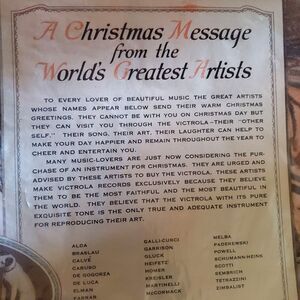 A Christmas Message
from the
World's Greatest Artists
TO EVERY LOVER OF BEAUTIFUL MUSIC THE GREAT ARTISTS
WHOSE NAMES APPEAR BELOW SEND THEIR WARM CHRISTMAS
GREETINGS. THEY CANNOT BE WITH YOU ON CHRISTMAS DAY BUT
THEY CAN VISIT YOU THROUGH THE VICTROLA—THEIR "OTHER
SELF." THEIR SONG, THEIR ART, THEIR LAUGHTER CAN HELP TO
MAKE YOUR DAY HAPPIER AND REMAIN THROUGHOUT THE YEAR TO
CHEER AND ENTERTAIN YOU.
MANY MUSIC-LOVERS ARE JUST NOW CONSIDERING THE PUR-
CHASE OF AN INSTRUMENT FOR CHRISTMAS. THEY ARE URGED AND
ADVISED BY THESE ARTISTS TO BUY THE VICTROLA. THESE ARTISTS
MAKE VICTROLA RECORDS EXCLUSIVELY BECAUSE THEY BELIEVE
THEM TO BE THE MOST FAITHFUL AND THE MOST BEAUTIFUL IN
THE WORLD. THEY BELIEVE THAT THE VICTROLA WITH ITS PURE
EXQUISITE TONE IS THE ONLY TRUE AND ADEQUATE INSTRUMENT
FOR REPRODUCING THEIR ART.
ALDA
BRASLAU
CALVÉ
CARUSO
DE GOGORZA
DE LUCA
ELMAN
FARRAR
GALLI-CURCI
GARRISON
GLUCK
HEIFETZ
HOMER
KREISLER
MARTINELLI
McCORMACK
MELBA
PADEREWSKI
POWELL
SCHUMANN-HEINK
SCOTTI
SEMBRICH
TETRAZZINI
ZIMBALIST